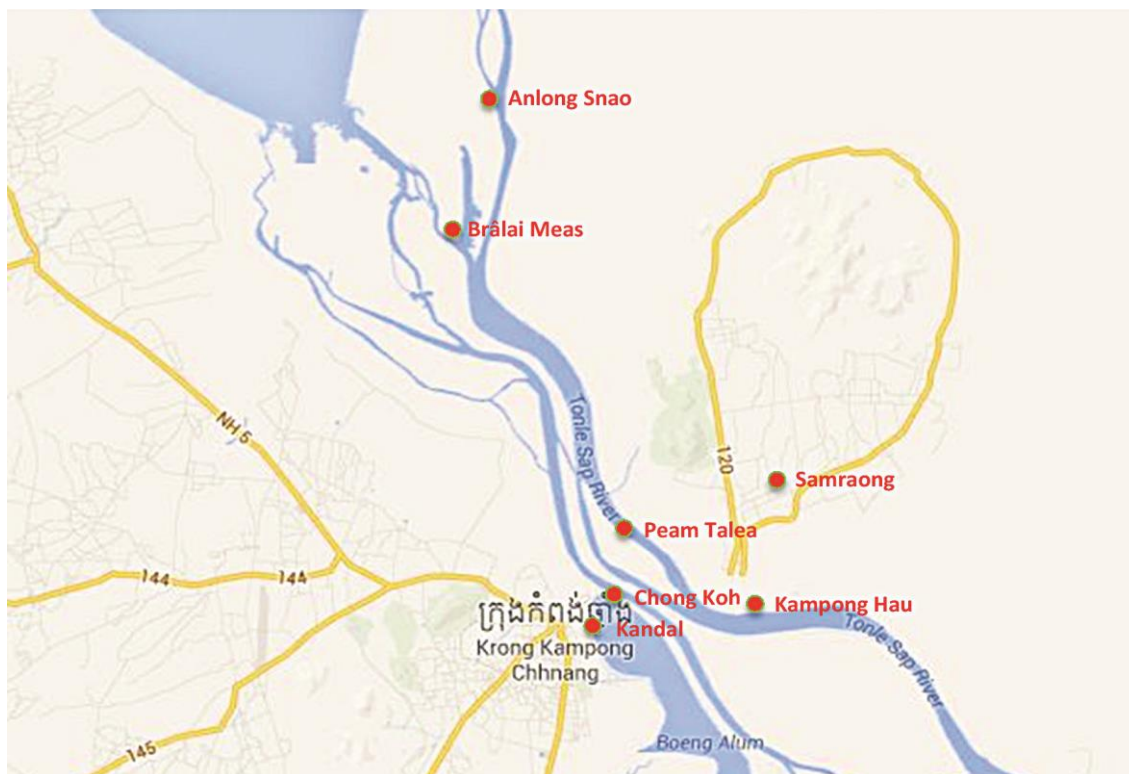 Anlong Snao
Brâlai Meas
NH 5
120
Tonle Sap River
Samraong
Peam Talea
144
144
Chong Koh
Kampong Hau
ក្រុងកំពង់ឆ្នាំង
Kandal
Tonle Sap River
Krong Kampong
Chhnang
145
Boeng Alum